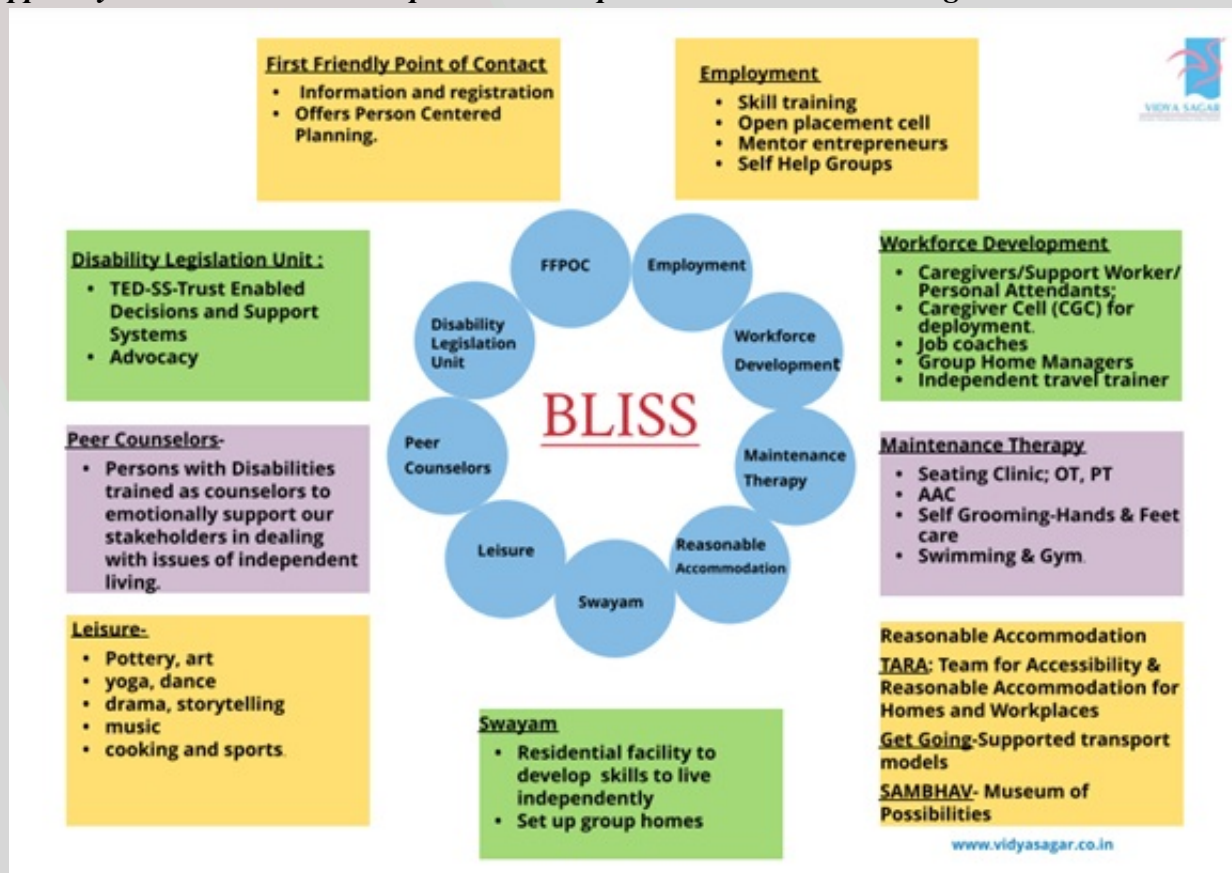 First Friendly Point of Contact
• Information and registration
• Offers Person Centered
Planning.
Employment
• Skill training
• Open placement cell
• Mentor entrepreneurs
• Self Help Groups
VIDYA SAGAR
Disability Legislation Unit :
• TED-SS-Trust Enabled
Decisions and Support
Systems
• Advocacy
Workforce Development
• Caregivers/Support Worker/
Personal Attendants;
• Caregiver Cell (CGC) for
deployment.
• Job coaches
• Group Home Managers
• Independent travel trainer
Peer Counselors-
• Persons with Disabilities
trained as counselors to
emotionally support our
stakeholders in dealing
with issues of independent
living.
Maintenance Therapy
• Seating Clinic; OT, PT
• AAC
• Self Grooming-Hands & Feet
care
• Swimming & Gym.
Leisure-
• Pottery, art
• yoga, dance
• drama, storytelling
• music
• cooking and sports.
Reasonable Accommodation
TARA: Team for Accessibility &
Reasonable Accommodation for
Homes and Workplaces
Get Going-Supported transport
models
SAMBHAV- Museum of
Possibilities
Swayam
• Residential facility to
develop skills to live
independently
• Set up group homes
FFPOC
Employment
Workforce
Development
Maintenance
Therapy
Reasonable
Accommodation
Swayam
Leisure
Peer
Counselors
Disability
Legislation
Unit
BLISS
www.vidyasagar.co.in